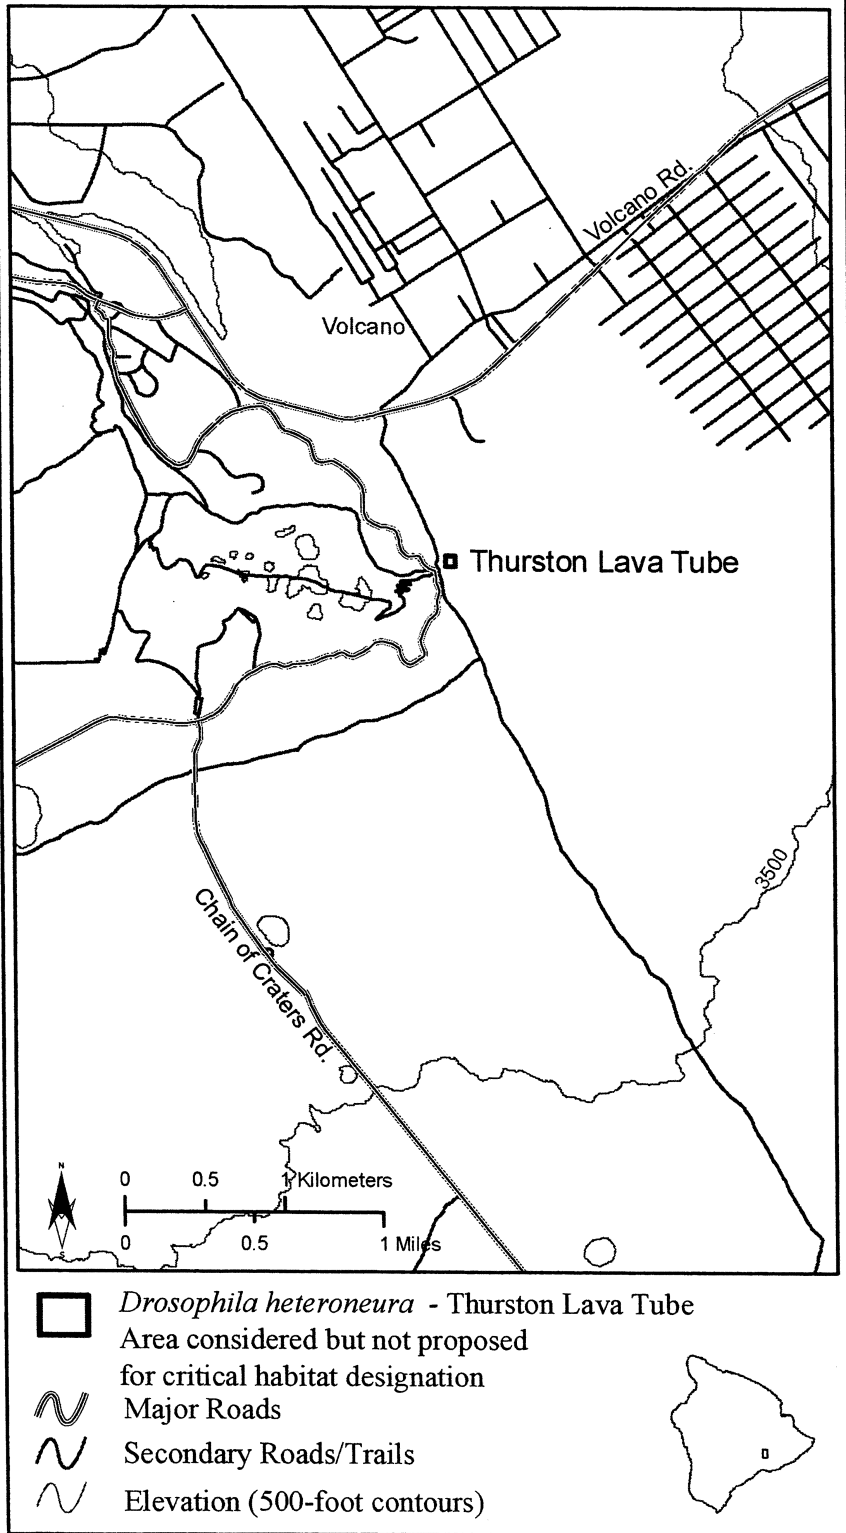 Volcano Rd.
Volcano
Thurston Lava Tube
3500
Chain of Craters Rd.
N
0 0.5 1 Kilometers
S
0 0.5 1 Miles
Drosophila heteroneura - Thurston Lava Tube
Area considered but not proposed
for critical habitat designation
Major Roads
Secondary Roads/Trails
Elevation (500-foot contours)